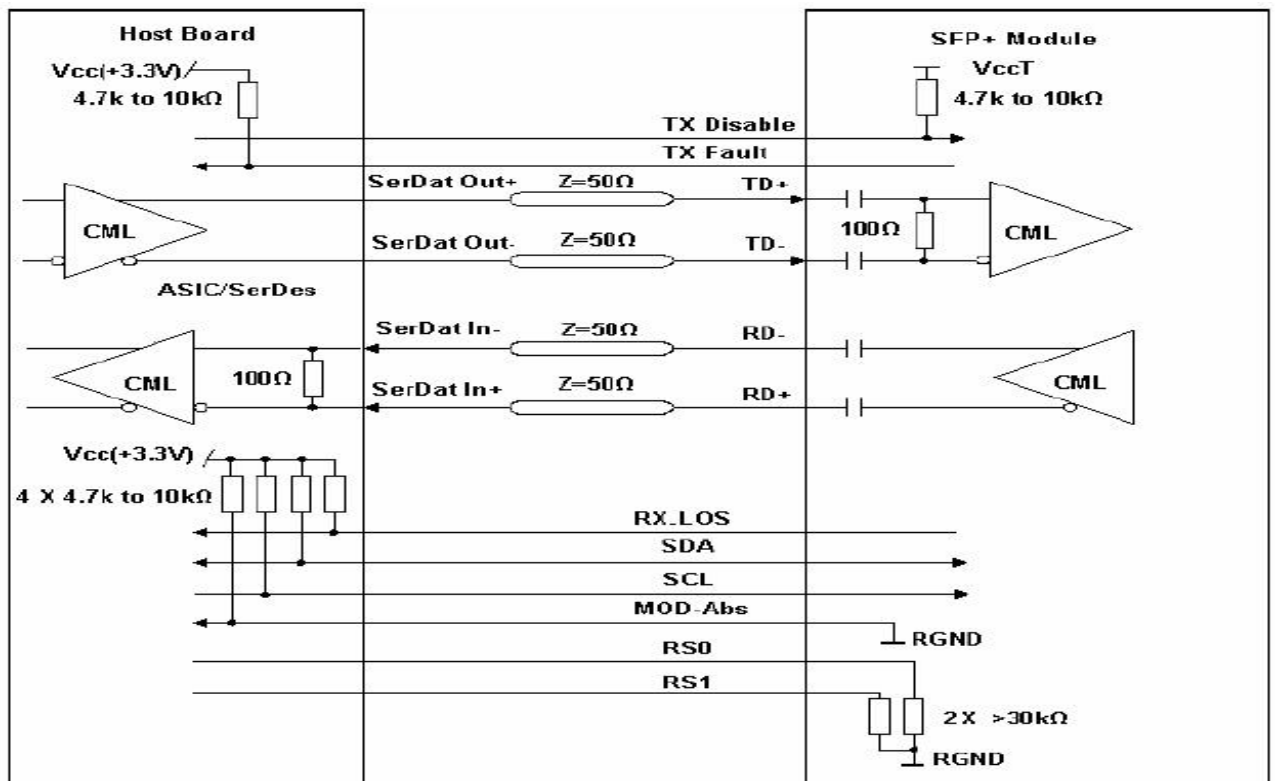 Host Board
SFP+ Module
Vcc(+3.3V)
VccT
4.7k to 10kΩ
4.7k to 10kΩ
TX Disable
TX Fault
SerDat Out+
Z=50Ω
TD+
CML
100Ω
CML
SerDat Out-
Z=50Ω
TD-
ASIC/SerDes
SerDat In-
Z=50Ω
RD-
CML
100Ω
SerDat In+
Z=50Ω
RD+
CML
Vcc(+3.3V)
4 X 4.7k to 10kΩ
RX_LOS
SDA
SCL
MOD-Abs
RGND
RS0
RS1
2X >30kΩ
RGND